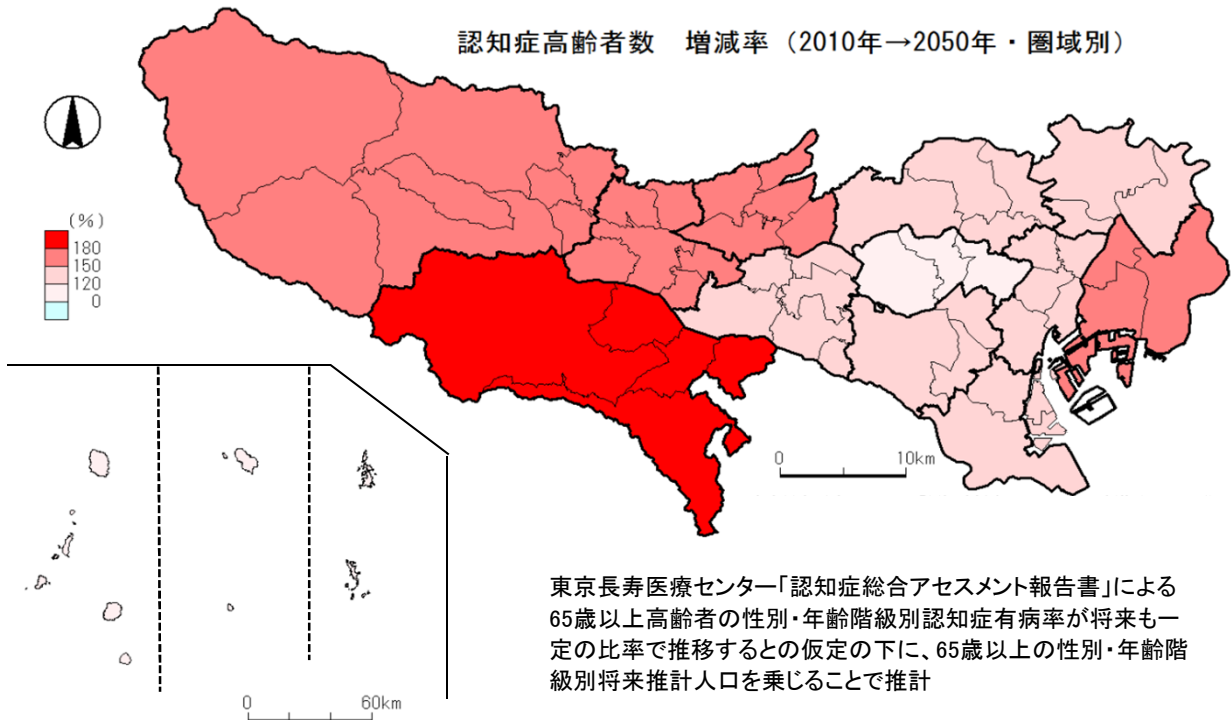 認知症高齢者数 増減率（2010年→2050年・圏域別）
(%)
180
150
120
0
0 10km
0 60km
東京長寿医療センター「認知症総合アセスメント報告書」による
65歳以上高齢者の性別・年齢階級別認知症有病率が将来も一
定の比率で推移するとの仮定の下に、65歳以上の性別・年齢階
級別将来推計人口を乗じることで推計